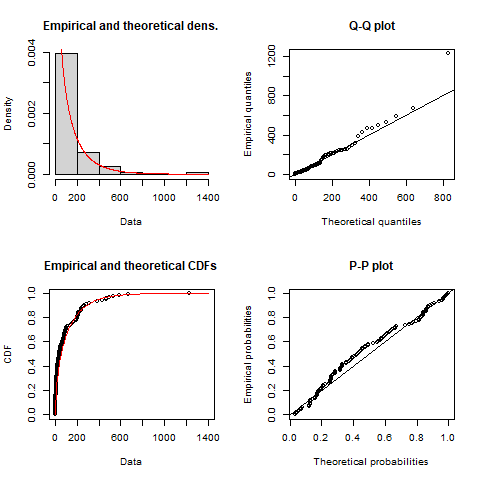 Empirical and theoretical dens.
Density
0.000 0.002 0.004
0 200 600 1000 1400
Data
Q-Q plot
Empirical quantiles
0 400 800 1200
0 200 400 600 800
Theoretical quantiles
Empirical and theoretical CDFs
CDF
0.0 0.2 0.4 0.6 0.8 1.0
0 200 600 1000 1400
Data
P-P plot
Empirical probabilities
0.0 0.2 0.4 0.6 0.8 1.0
0.0 0.2 0.4 0.6 0.8 1.0
Theoretical probabilities